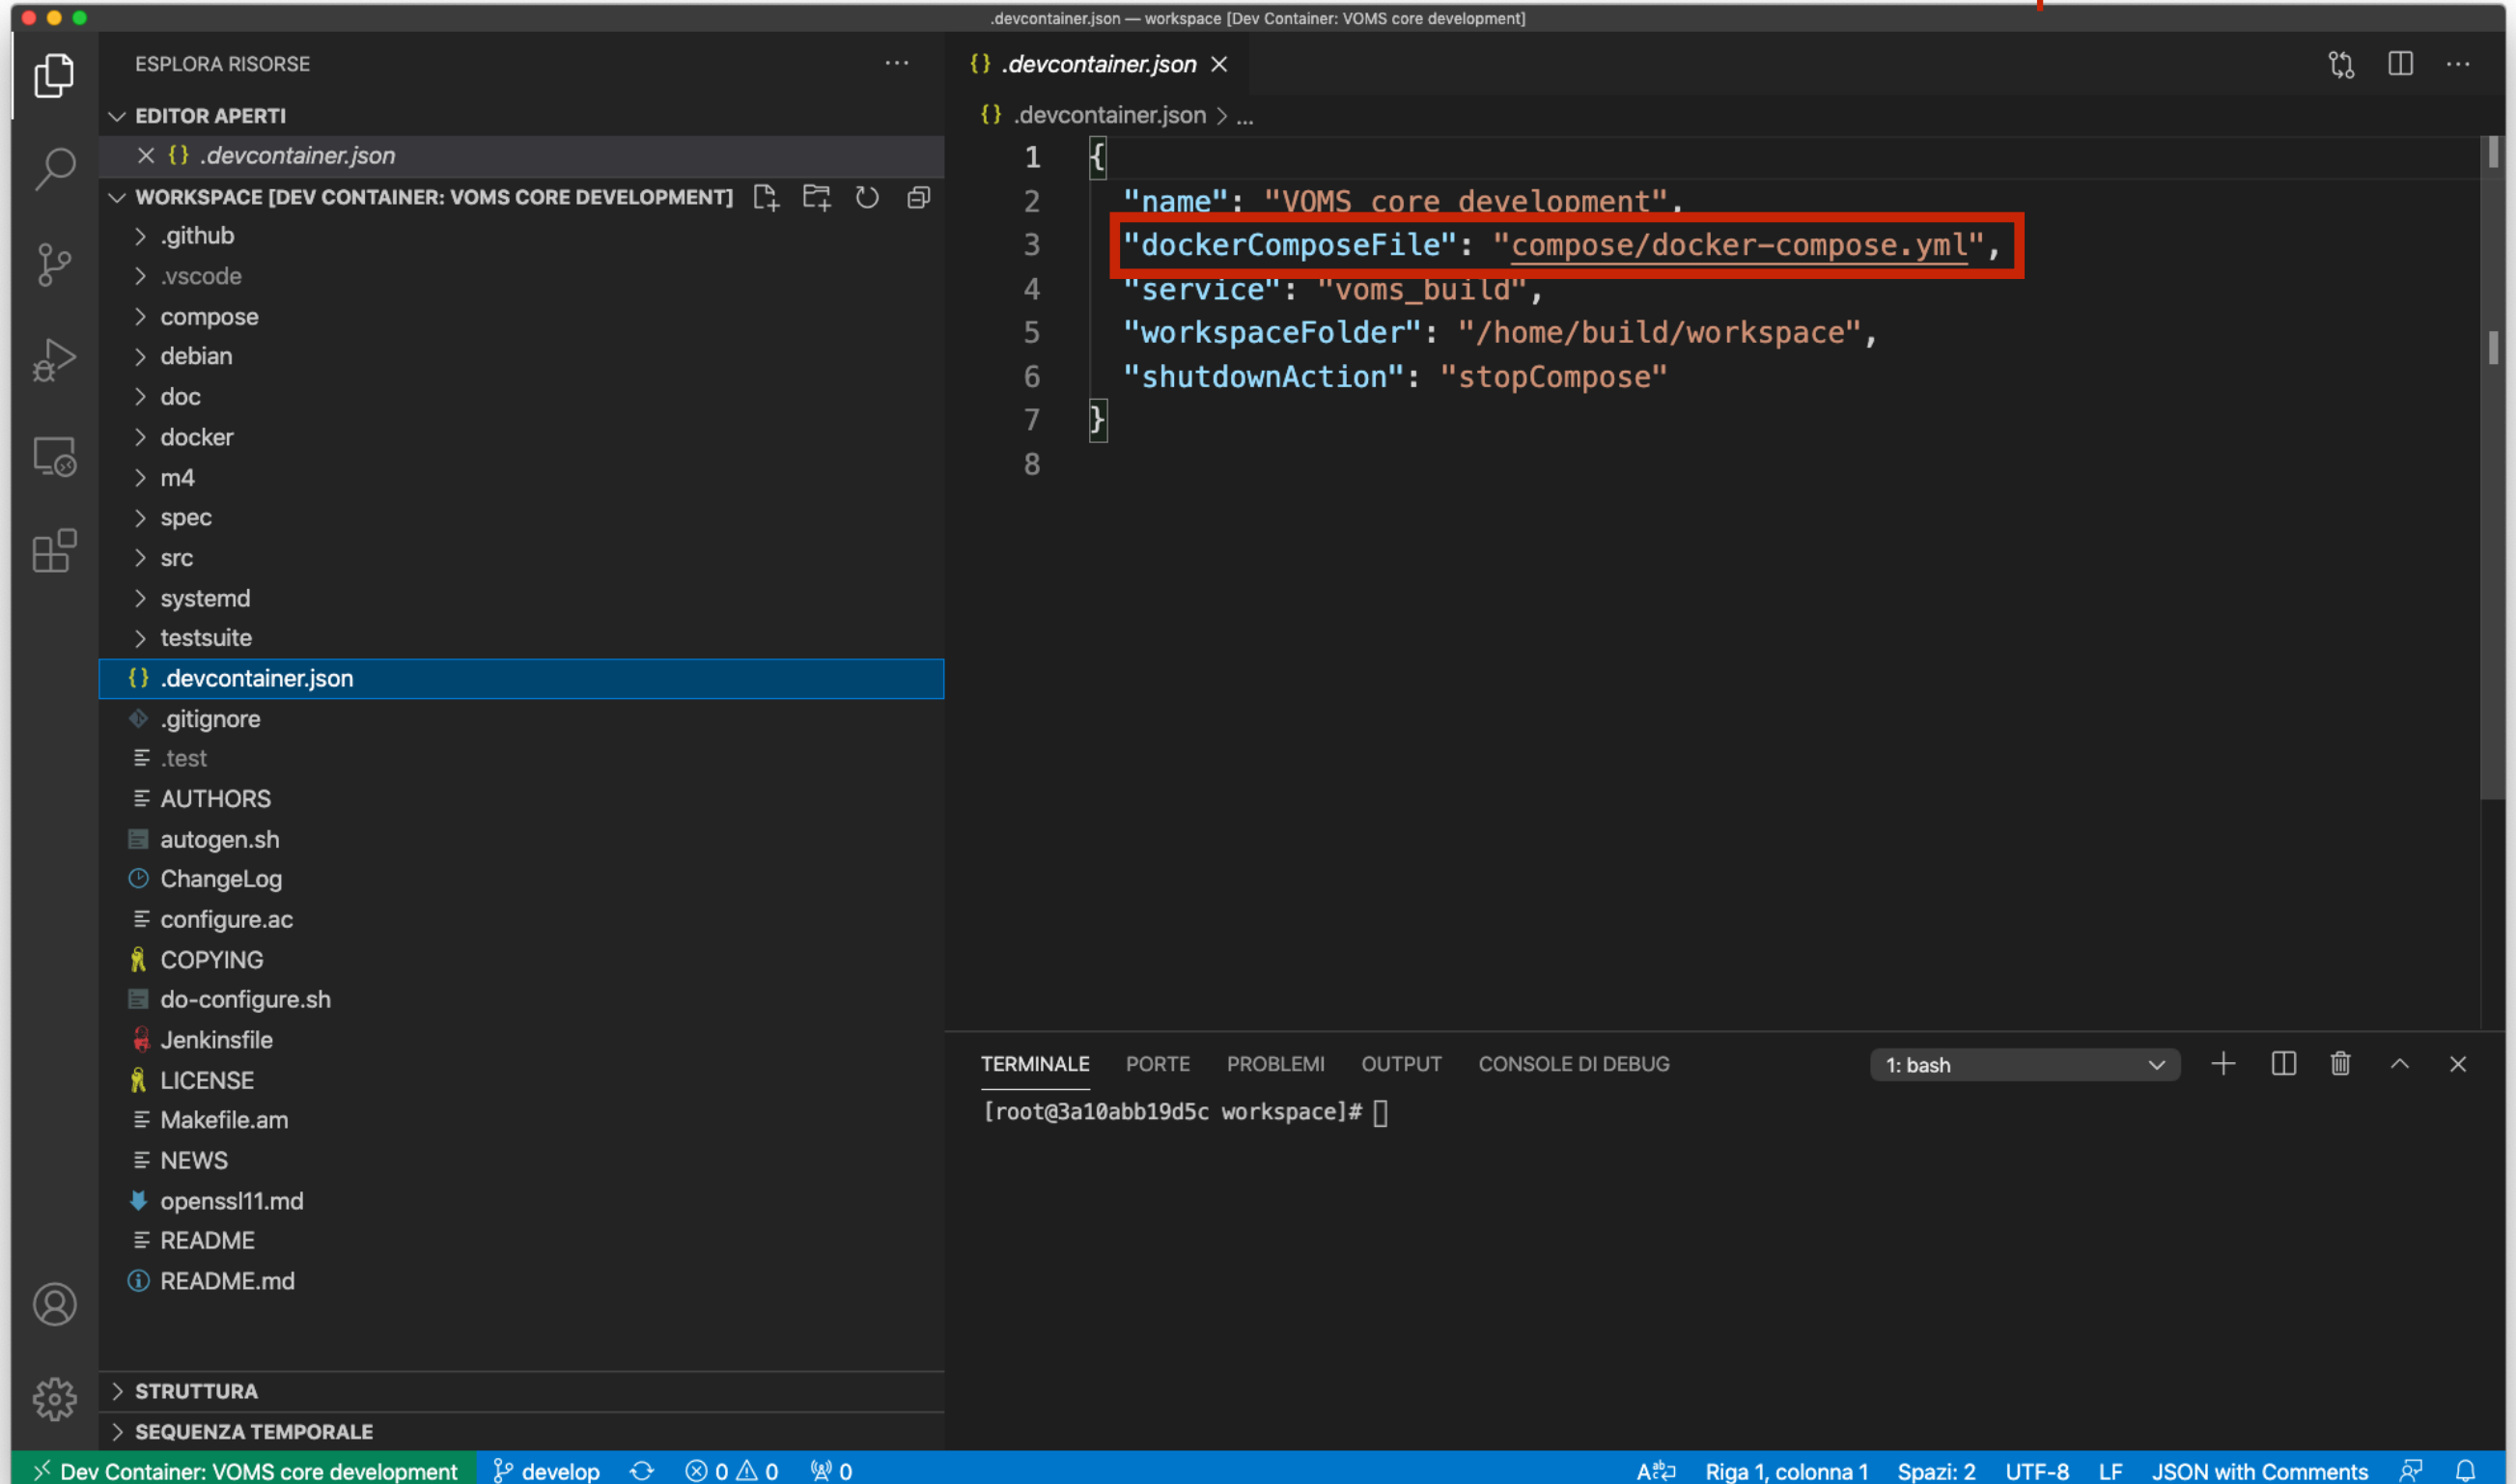 .devcontainer.json — workspace [Dev Container: VOMS core development]
ESPLORA RISORSE
EDITOR APERTI
{} .devcontainer.json
WORKSPACE [DEV CONTAINER: VOMS CORE DEVELOPMENT]
.github
.vscode
compose
debian
doc
docker
m4
spec
src
systemd
testsuite
{} .devcontainer.json
.gitignore
.test
AUTHORS
autogen.sh
ChangeLog
configure.ac
COPYING
do-configure.sh
Jenkinsfile
LICENSE
Makefile.am
NEWS
openssl11.md
README
README.md
STRUTTURA
SEQUENZA TEMPORALE
{} .devcontainer.json
{} .devcontainer.json > ...
1 {
2 "name": "VOMS core development",
3 "dockerComposeFile": "compose/docker-compose.yml",
4 "service": "voms_build",
5 "workspaceFolder": "/home/build/workspace",
6 "shutdownAction": "stopCompose"
7 }
8
TERMINALE PORTE PROBLEMI OUTPUT CONSOLE DI DEBUG 1: bash
[root@3a10abb19d5c workspace]#
Dev Container: VOMS core development develop 0 0 0 Riga 1, colonna 1 Spazi: 2 UTF-8 LF JSON with Comments